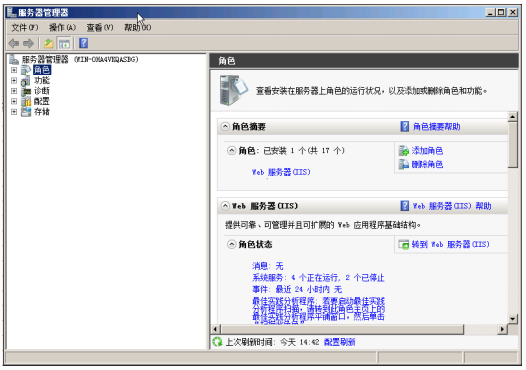 服务器管理器
文件(F) 操作(A) 查看(V) 帮助(H)
服务器管理器 (WIN-OHA4VXQASBG)
角色
功能
诊断
配置
存储
角色
查看安装在服务器上角色的运行状况，以及添加或删除角色和功能。
角色摘要
角色摘要帮助
角色: 已安装 1 个(共 17 个)
添加角色
删除角色
Web 服务器(IIS)
Web 服务器(IIS)
Web 服务器(IIS) 帮助
提供可靠、可管理并且可扩展的 Web 应用程序基础结构。
角色状态
转到 Web 服务器(IIS)
消息: 无
系统服务: 4 个正在运行, 2 个已停止
事件: 最近 24 小时内 无
最佳实践分析程序: 若要启动最佳实践
分析程序扫描，请转到此角色主页上的
最佳实践分析程序平铺窗口，然后单击
上次刷新时间: 今天 14:42 配置刷新